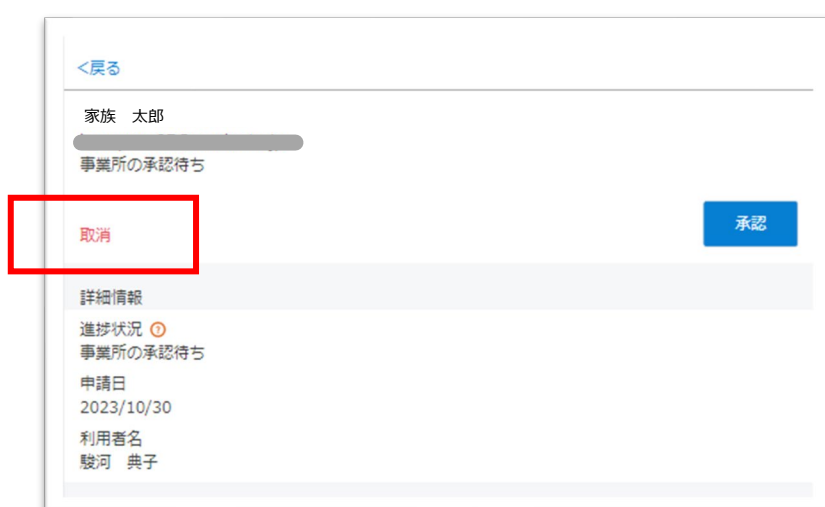 <戻る
家族 太郎
事業所の承認待ち
取消
承認
詳細情報
進捗状況 ?
事業所の承認待ち
申請日
2023/10/30
利用者名
駿河 典子